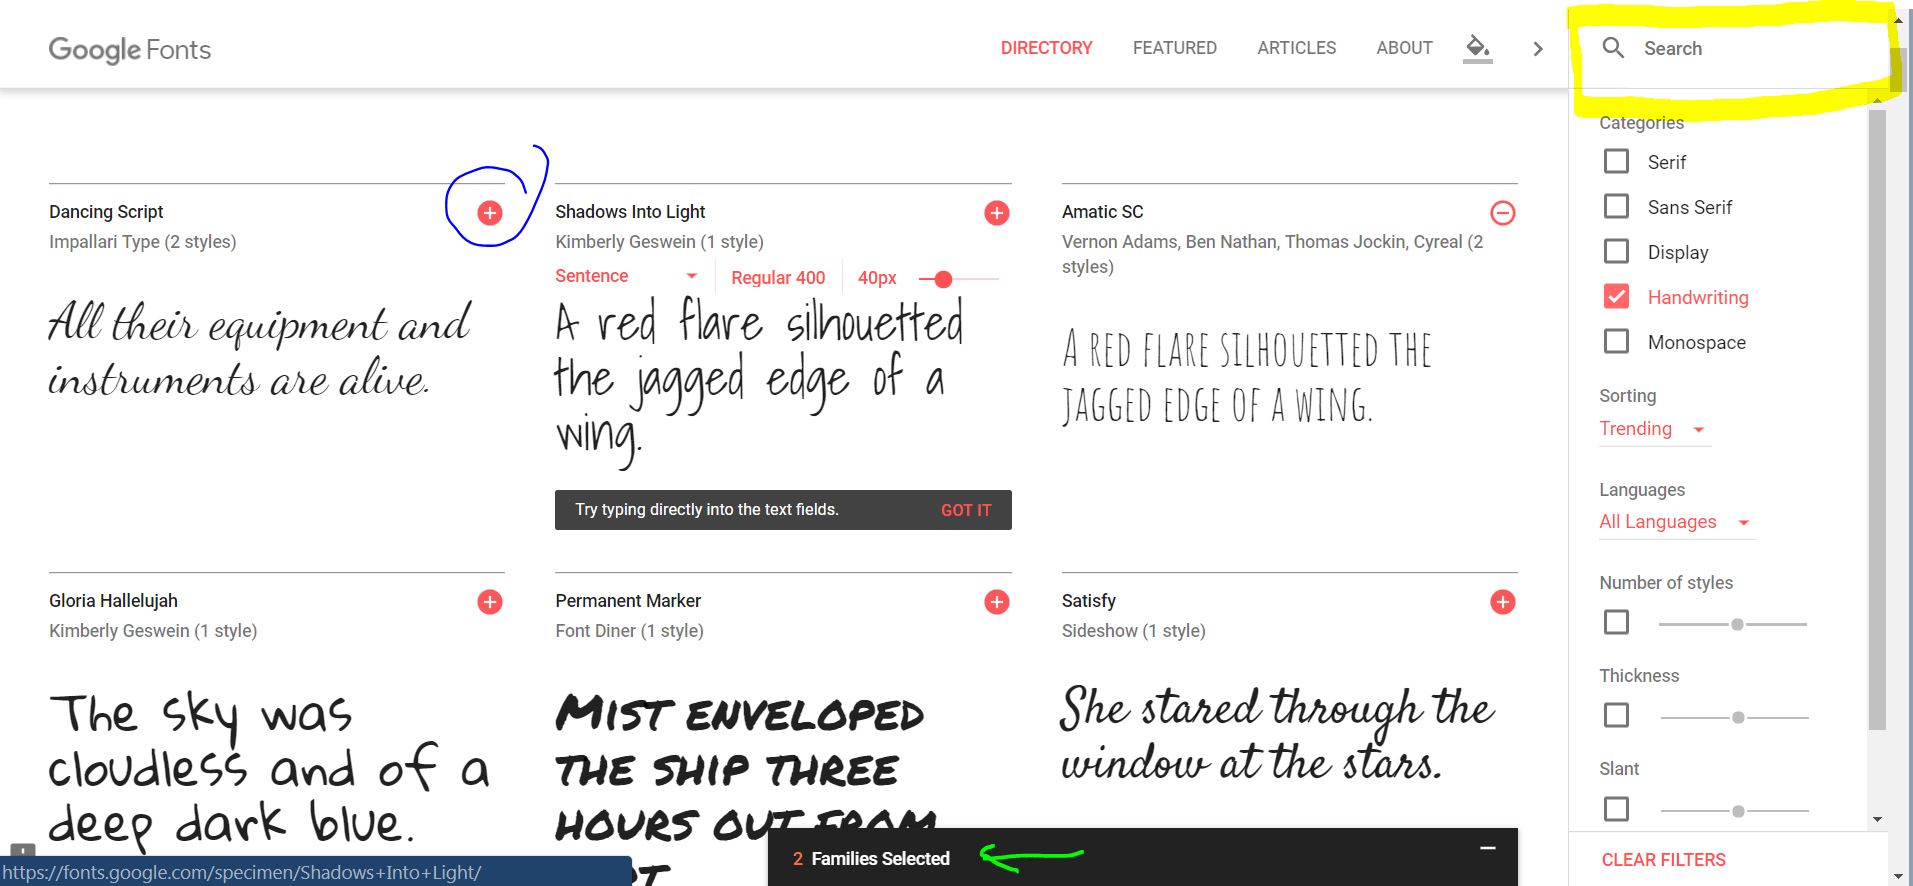 Google Fonts
DIRECTORY
FEATURED
ARTICLES
ABOUT
Search
Dancing Script
Impallari Type (2 styles)
All their equipment and
instruments are alive.
Shadows Into Light
Kimberly Geswein (1 style)
Sentence
Regular 400
40px
A red flare silhouetted
the jagged edge of a
wing.
Try typing directly into the text fields.
GOT IT
Amatic SC
Vernon Adams, Ben Nathan, Thomas Jockin, Cyreal (2
styles)
A RED FLARE SILHOUETTED THE
JAGGED EDGE OF A WING.
Gloria Hallelujah
Kimberly Geswein (1 style)
The sky was
cloudless and of a
deep dark blue.
Permanent Marker
Font Diner (1 style)
MIST ENVELOPED
THE SHIP THREE
HOURS OUT FROM
Satisfy
Sideshow (1 style)
She stared through the
window at the stars.
Categories
Serif
Sans Serif
Display
Handwriting
Monospace
Sorting
Trending
Languages
All Languages
Number of styles
Thickness
Slant
CLEAR FILTERS
2 Families Selected
https://fonts.google.com/specimen/Shadows+Into+Light/